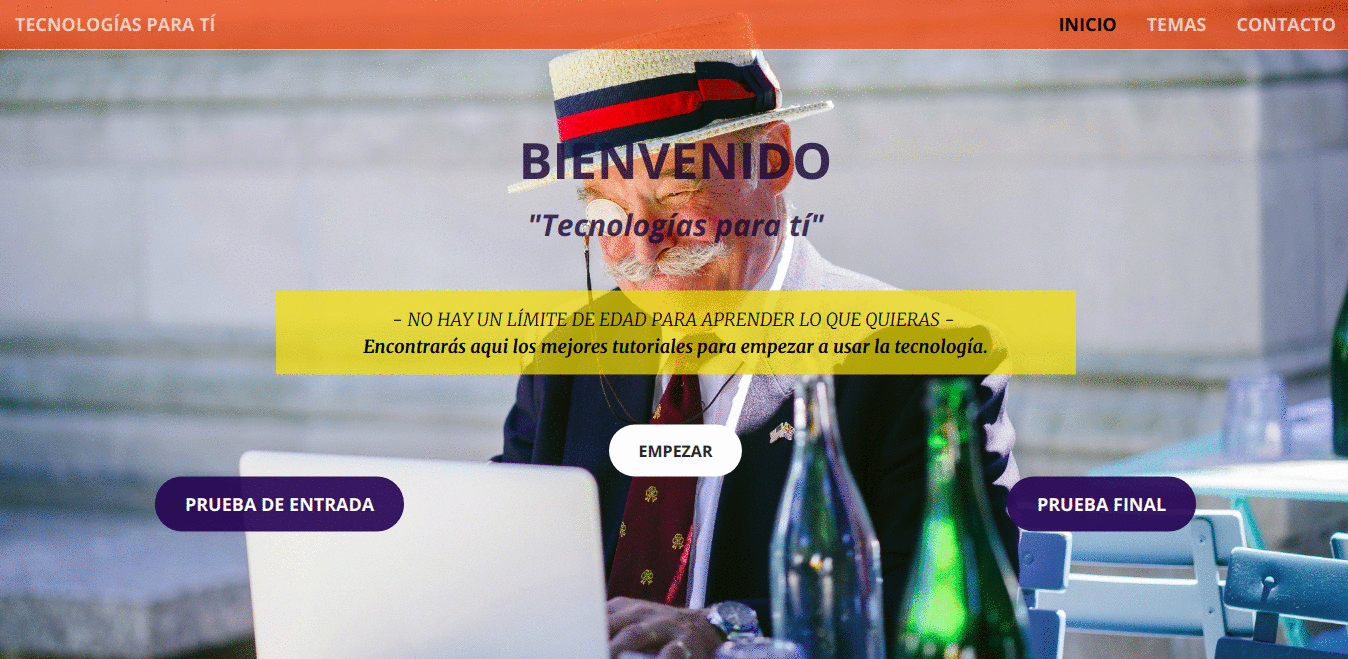 TECNOLOGÍAS PARA TÍ
INICIO
TEMAS
CONTACTO
BIENVENIDO
"Tecnologías para tí"
- NO HAY UN LÍMITE DE EDAD PARA APRENDER LO QUE QUIERAS -
Encontrarás aqui los mejores tutoriales para empezar a usar la tecnología.
EMPEZAR
PRUEBA DE ENTRADA
PRUEBA FINAL